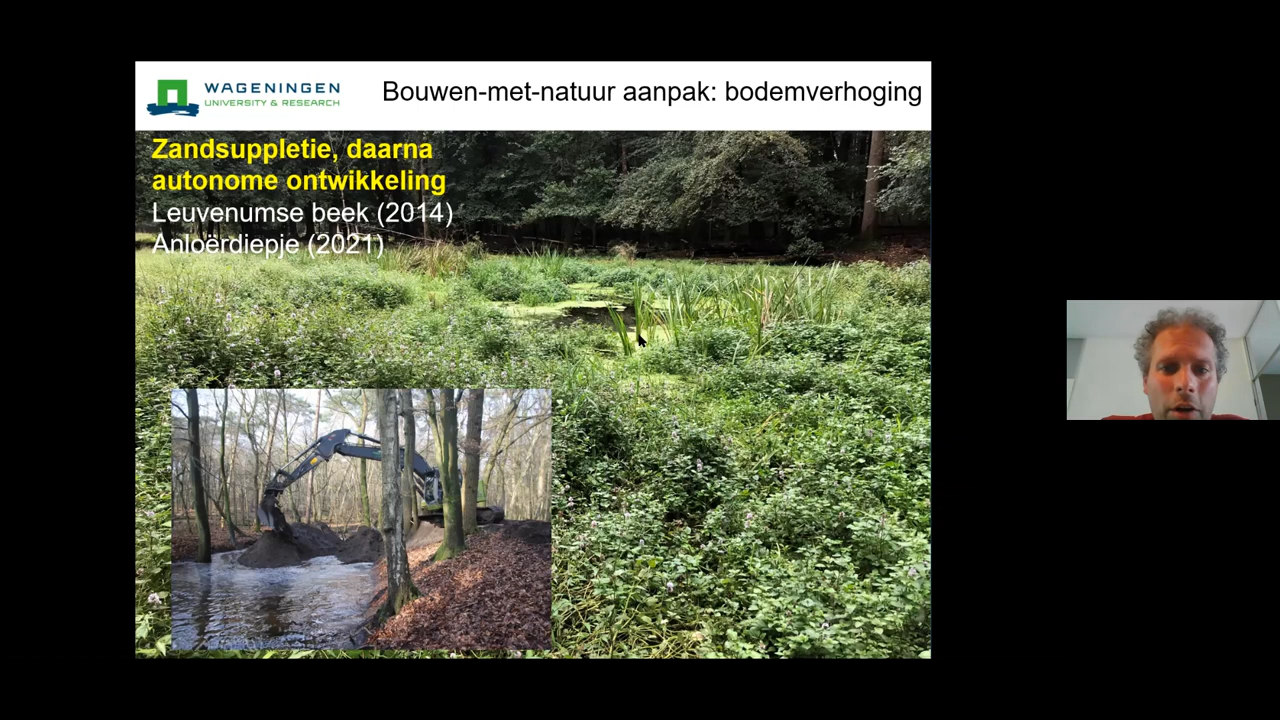 WAGENINGEN
UNIVERSITY & RESEARCH
Bouwen-met-natuur aanpak: bodemverhoging
Zandsuppletie, daarna
autonome ontwikkeling
Leuvenumse beek (2014)
Anloërdiepje (2021)